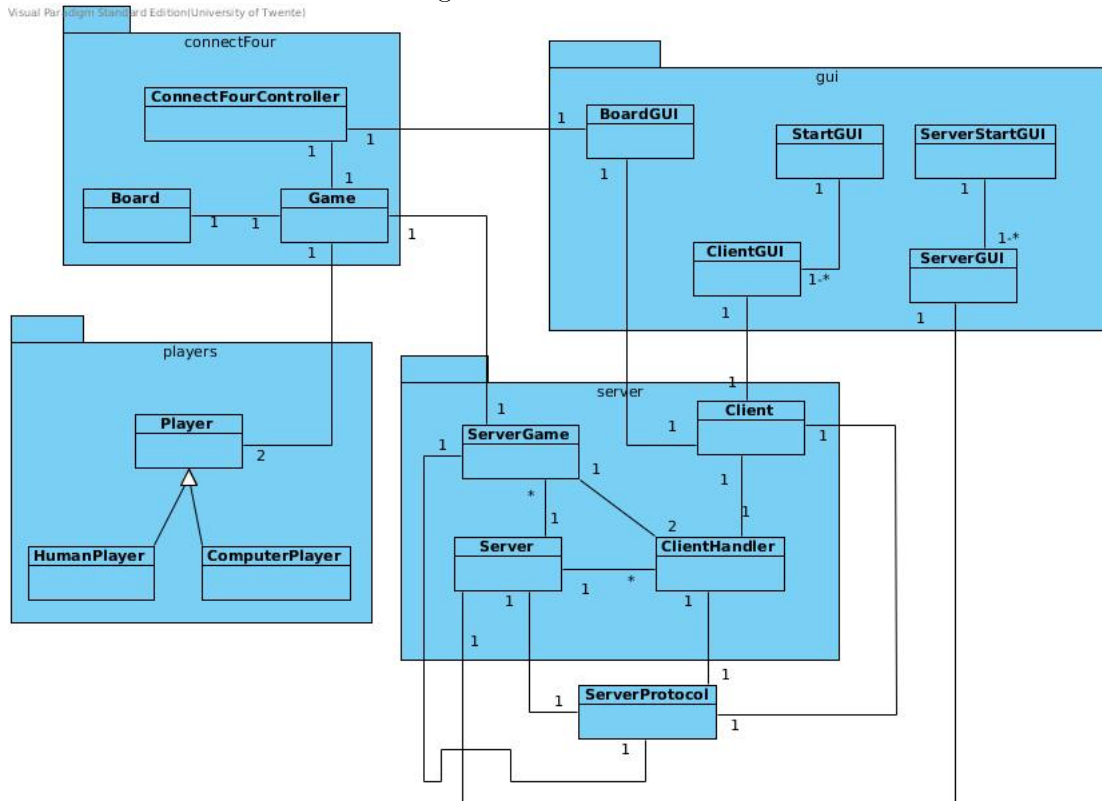 Visual Paradigm Standard Edition(University of Twente)
connectFour
ConnectFourController
1
1
1
1
Board
Game
1
1
1
1
gui
BoardGUI
StartGUI
ServerStartGUI
1
1
1
1
ClientGUI
1-*
1
1-*
ServerGUI
1
players
Player
2
HumanPlayer
ComputerPlayer
server
1
Client
1
1
1
1
1
ServerGame
1
*
1
2
1
Server
ClientHandler
1
*
1
1
1
1
1
ServerProtocol
1
1
1